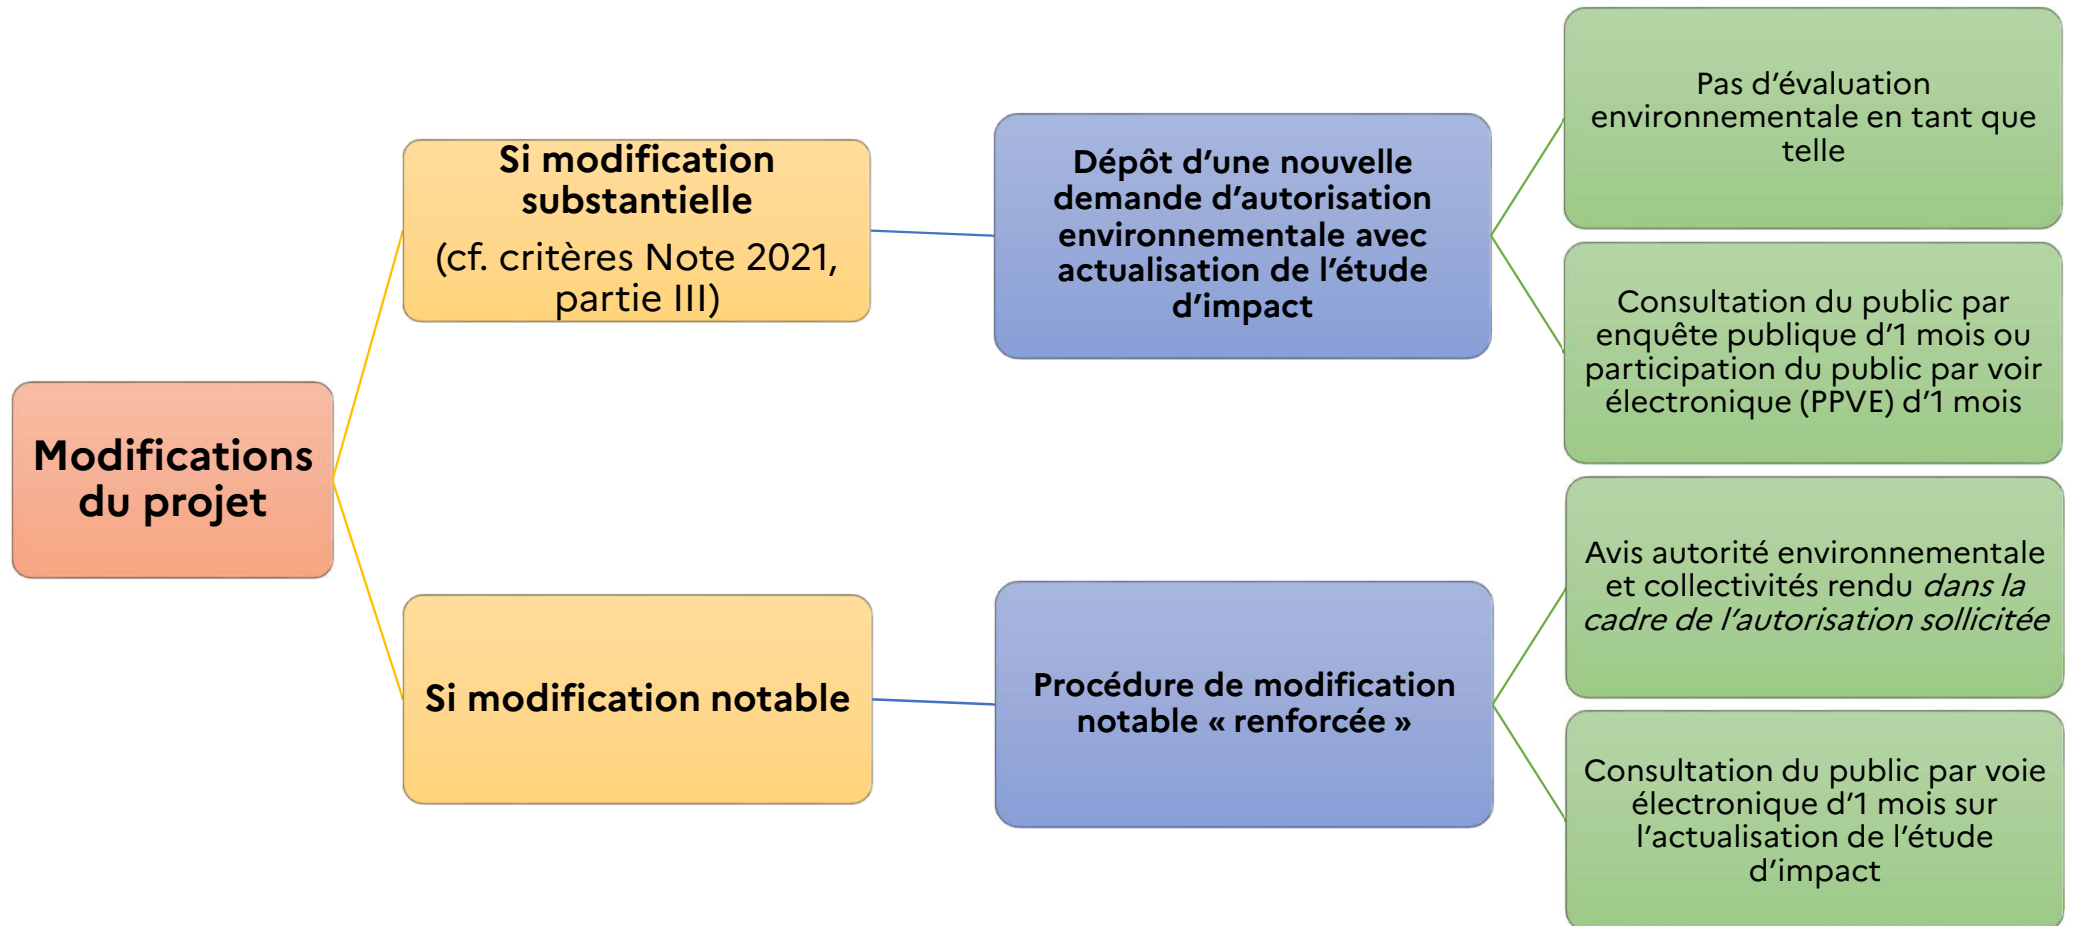 Modifications
du projet
Si modification
substantielle
(cf. critères Note 2021,
partie III)
Dépôt d’une nouvelle
demande d’autorisation
environnementale avec
actualisation de l’étude
d’impact
Pas d’évaluation
environnementale en tant que
telle
Consultation du public par
enquête publique d’1 mois ou
participation du public par voir
électronique (PPVE) d’1 mois
Si modification notable
Procédure de modification
notable « renforcée »
Avis autorité environnementale
et collectivités rendu dans la
cadre de l’autorisation sollicitée
Consultation du public par voie
électronique d’1 mois sur
l’actualisation de l’étude
d’impact